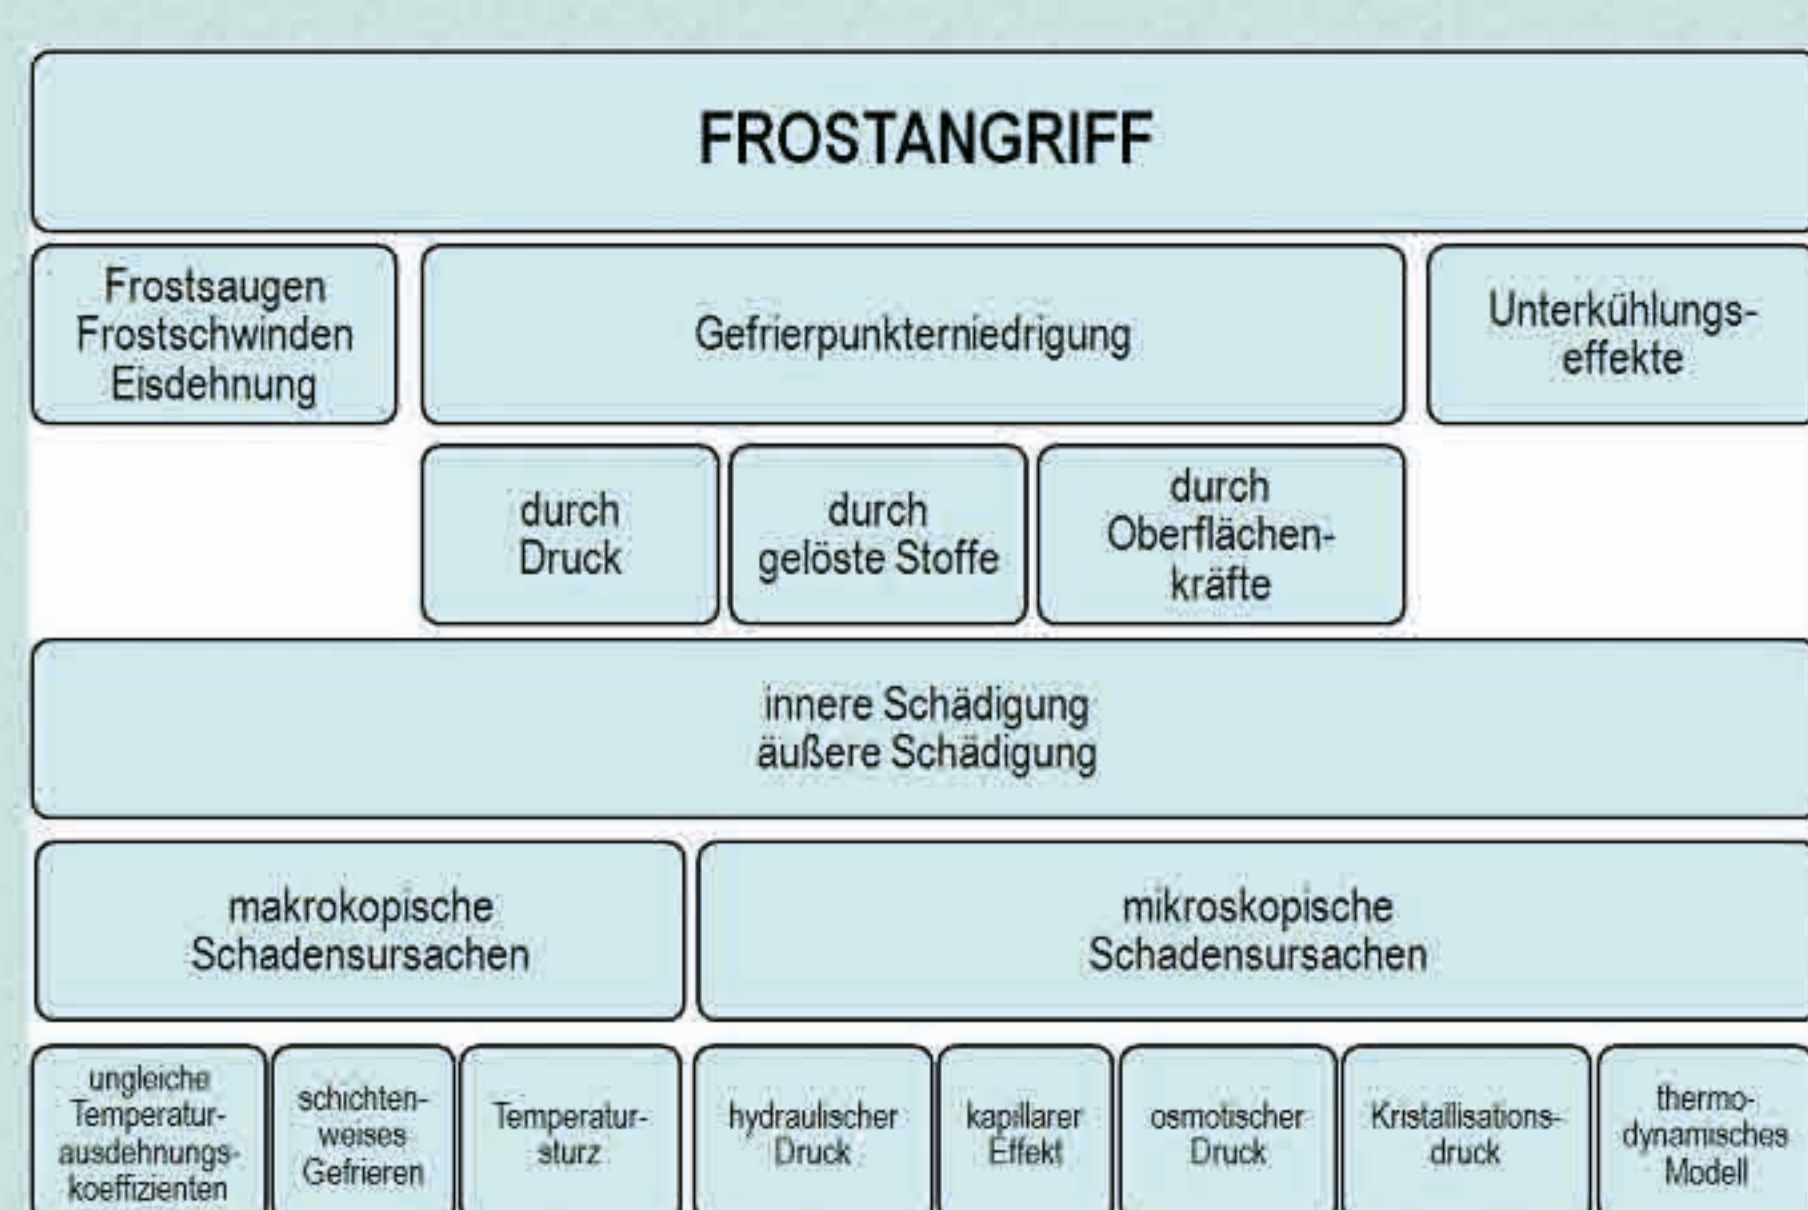 FROSTANGRIFF
Frostsaugen
Frostschwinden
Eisdehnung
Gefrierpunkterniedrigung
Unterkühlungs-
effekte
durch
Druck
durch
gelöste Stoffe
durch
Oberflächen-
kräfte
innere Schädigung
äußere Schädigung
makrokopische
Schadensursachen
mikroskopische
Schadensursachen
ungleiche
Temperatur-
ausdehnungs-
koeffizienten
schichten-
weises
Gefrieren
Temperatur-
sturz
hydraulischer
Druck
kapillarer
Effekt
osmotischer
Druck
Kristallisations-
druck
thermo-
dynamisches
Modell